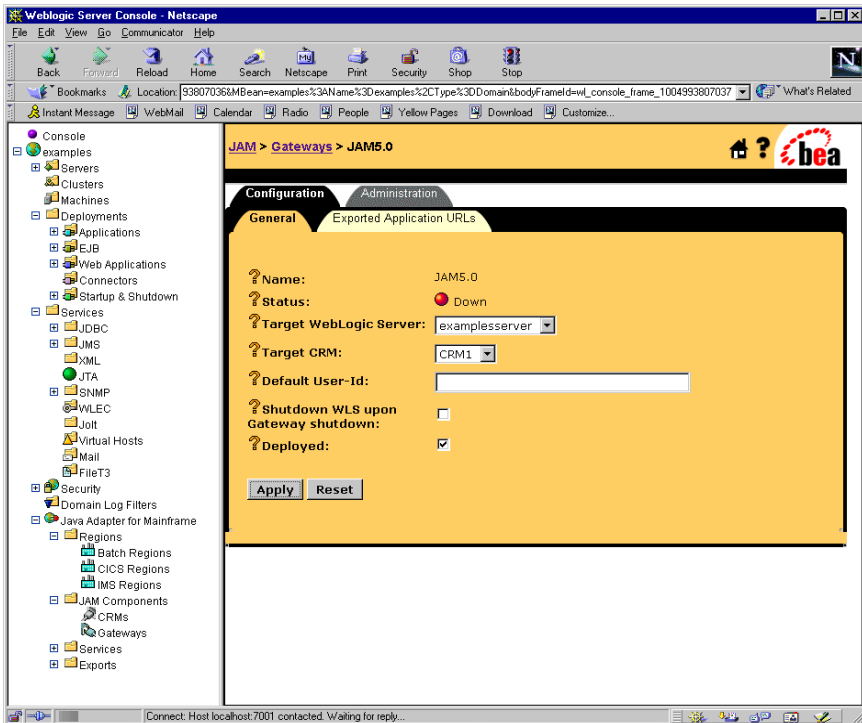 Weblogic Server Console - Netscape
File Edit View Go Communicator Help
Back Forward Reload Home Search Netscape Print Security Shop Stop
My
N
Bookmarks Location: 93807036&MBean=examples%3AName%3Dexamples%2CType%3DDomain&bodyFrameId=wl_console_frame_1004993807037 What's Related
Instant Message WebMail Calendar Radio People Yellow Pages Download Customize...
Console
examples
Servers
Clusters
Machines
Deployments
Applications
EJB
Web Applications
Connectors
Startup & Shutdown
Services
JDBC
JMS
XML
JTA
SNMP
WLEC
Jolt
Virtual Hosts
Mail
FileT3
Security
Domain Log Filters
Java Adapter for Mainframe
Regions
Batch Regions
CICS Regions
IMS Regions
JAM Components
CRMs
Gateways
Services
Exports
JAM > Gateways > JAM5.0
? bea
Configuration Administration
General Exported Application URLs
? Name: JAM5.0
? Status: Down
? Target WebLogic Server: examplesserver
? Target CRM: CRM1
? Default User-Id:
? Shutdown WLS upon
Gateway shutdown:
? Deployed:
Apply Reset
Connect: Host localhost:7001 contacted. Waiting for reply...